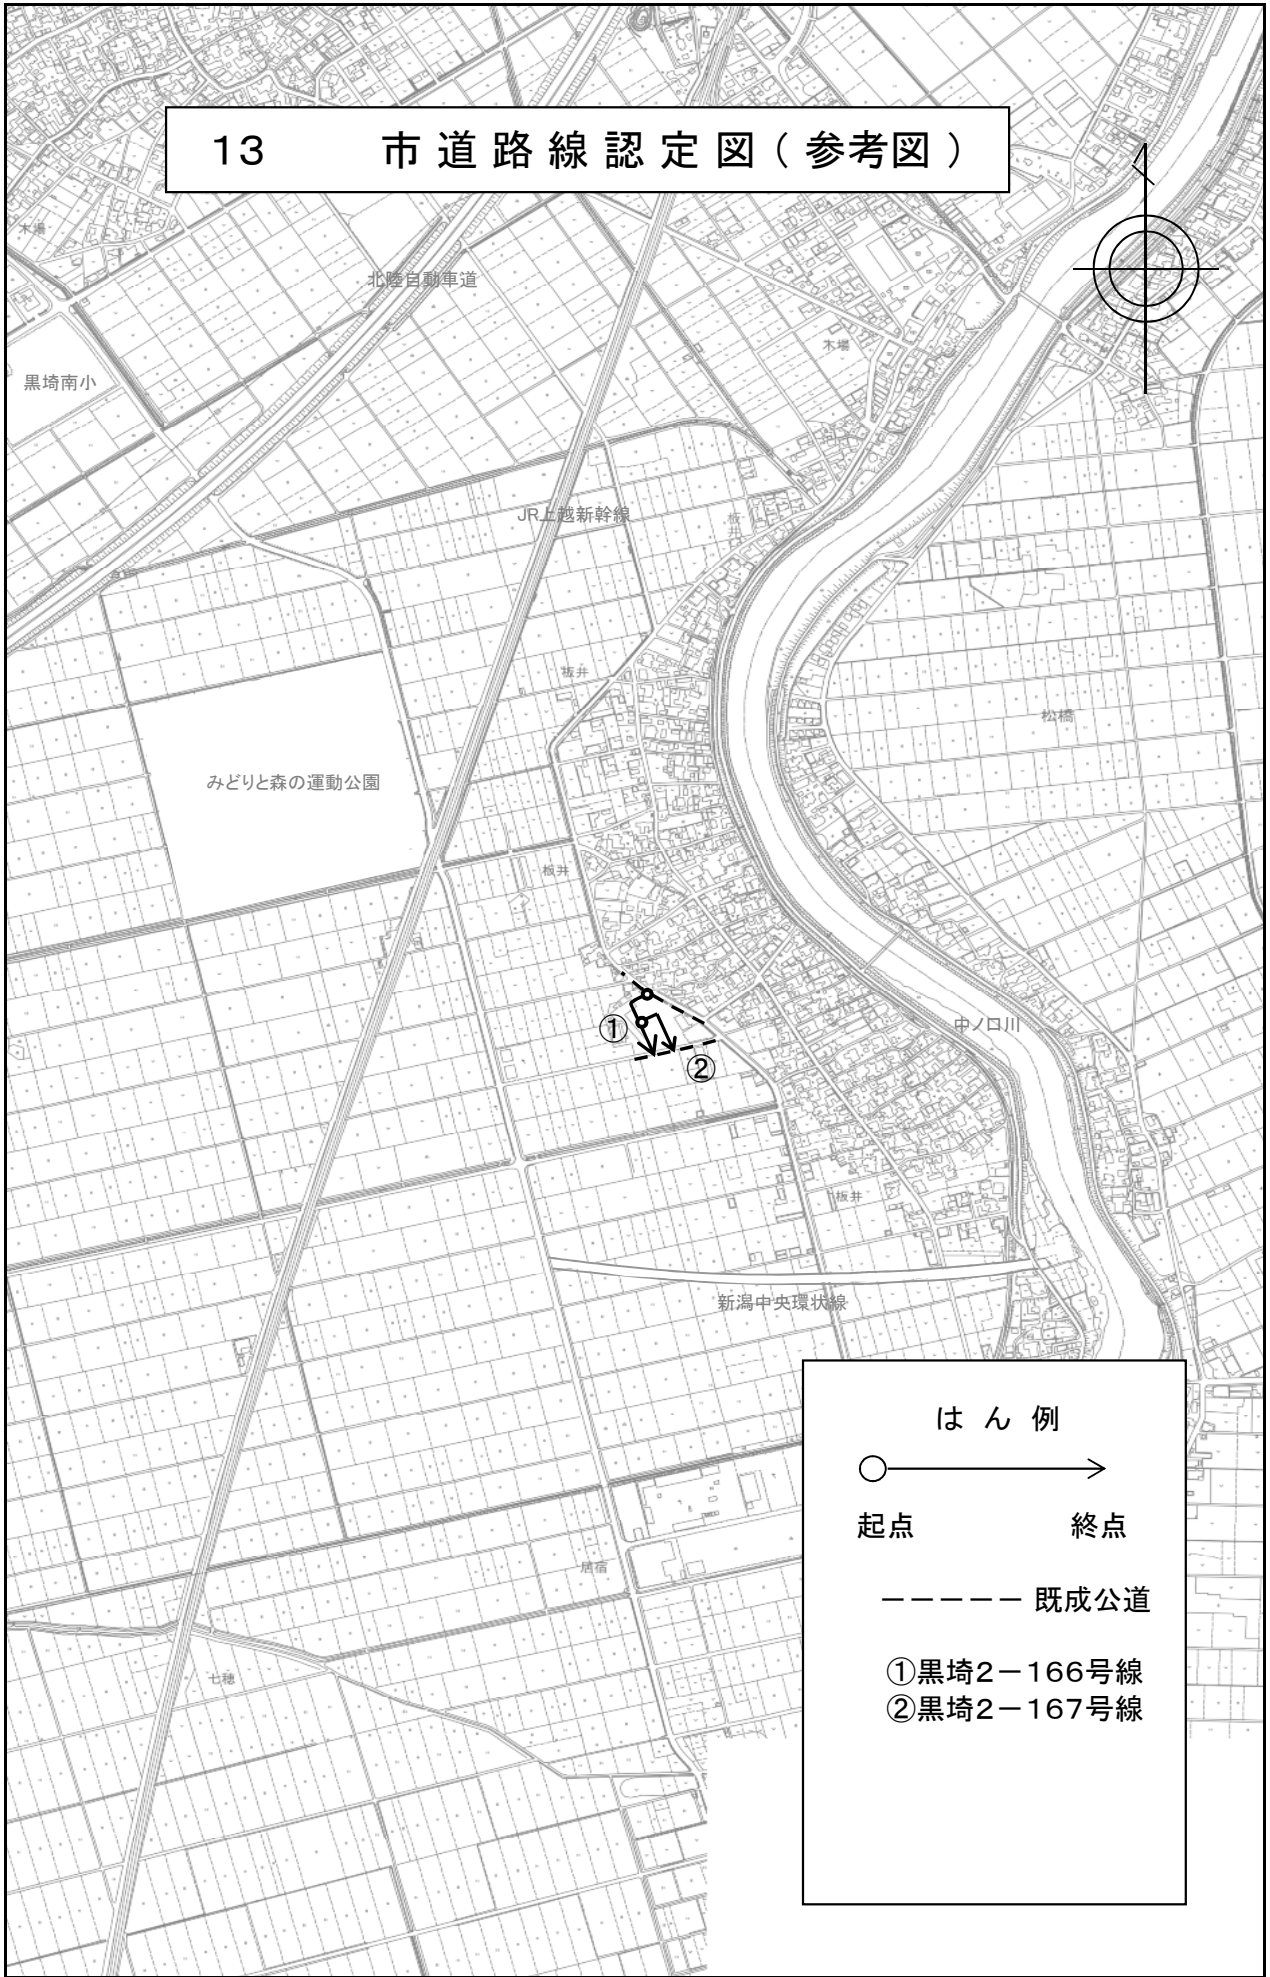 13 市道路線認定図(参考図)
木場
北陸自動車道
木場
黒埼南小
JR上越新幹線
板井
板井
松橋
みどりと森の運動公園
板井
①
中ノ口川
②
板井
新潟中央環状線
居宿
七穂
はん例
起点 終点
----- 既成公道
①黒埼2-166号線
②黒埼2-167号線